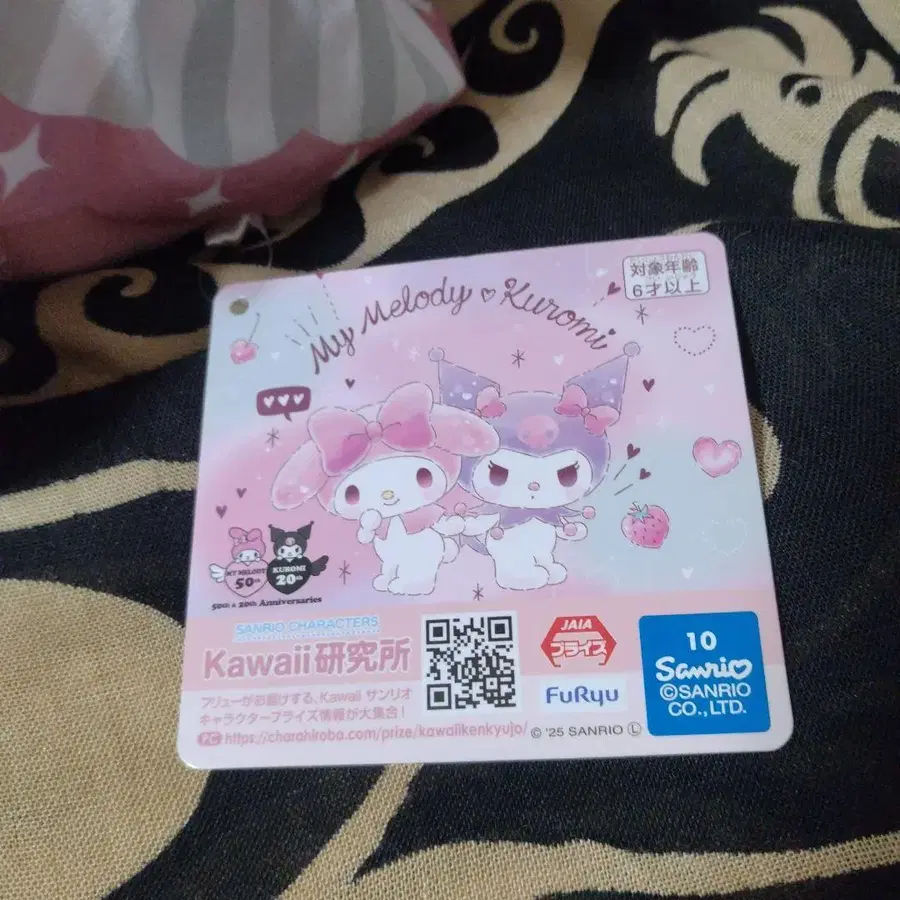 My Melody ♡ Kuromi
対象年齢
6才以上
MY MELODY
50th
KUROMI
20th
50th & 20th Anniversaries
SANRIO CHARACTERS
Kawaii研究所
フリューがお届けする、Kawaii サンリオ
キャラクタープライズ情報が大集合!
PC https://charahiroba.com/prize/kawaiikenkyujo/
JAIA
プライズ
FuRyu
© '25 SANRIO Ⓛ
10
Sanrio
©SANRIO
CO.,LTD.